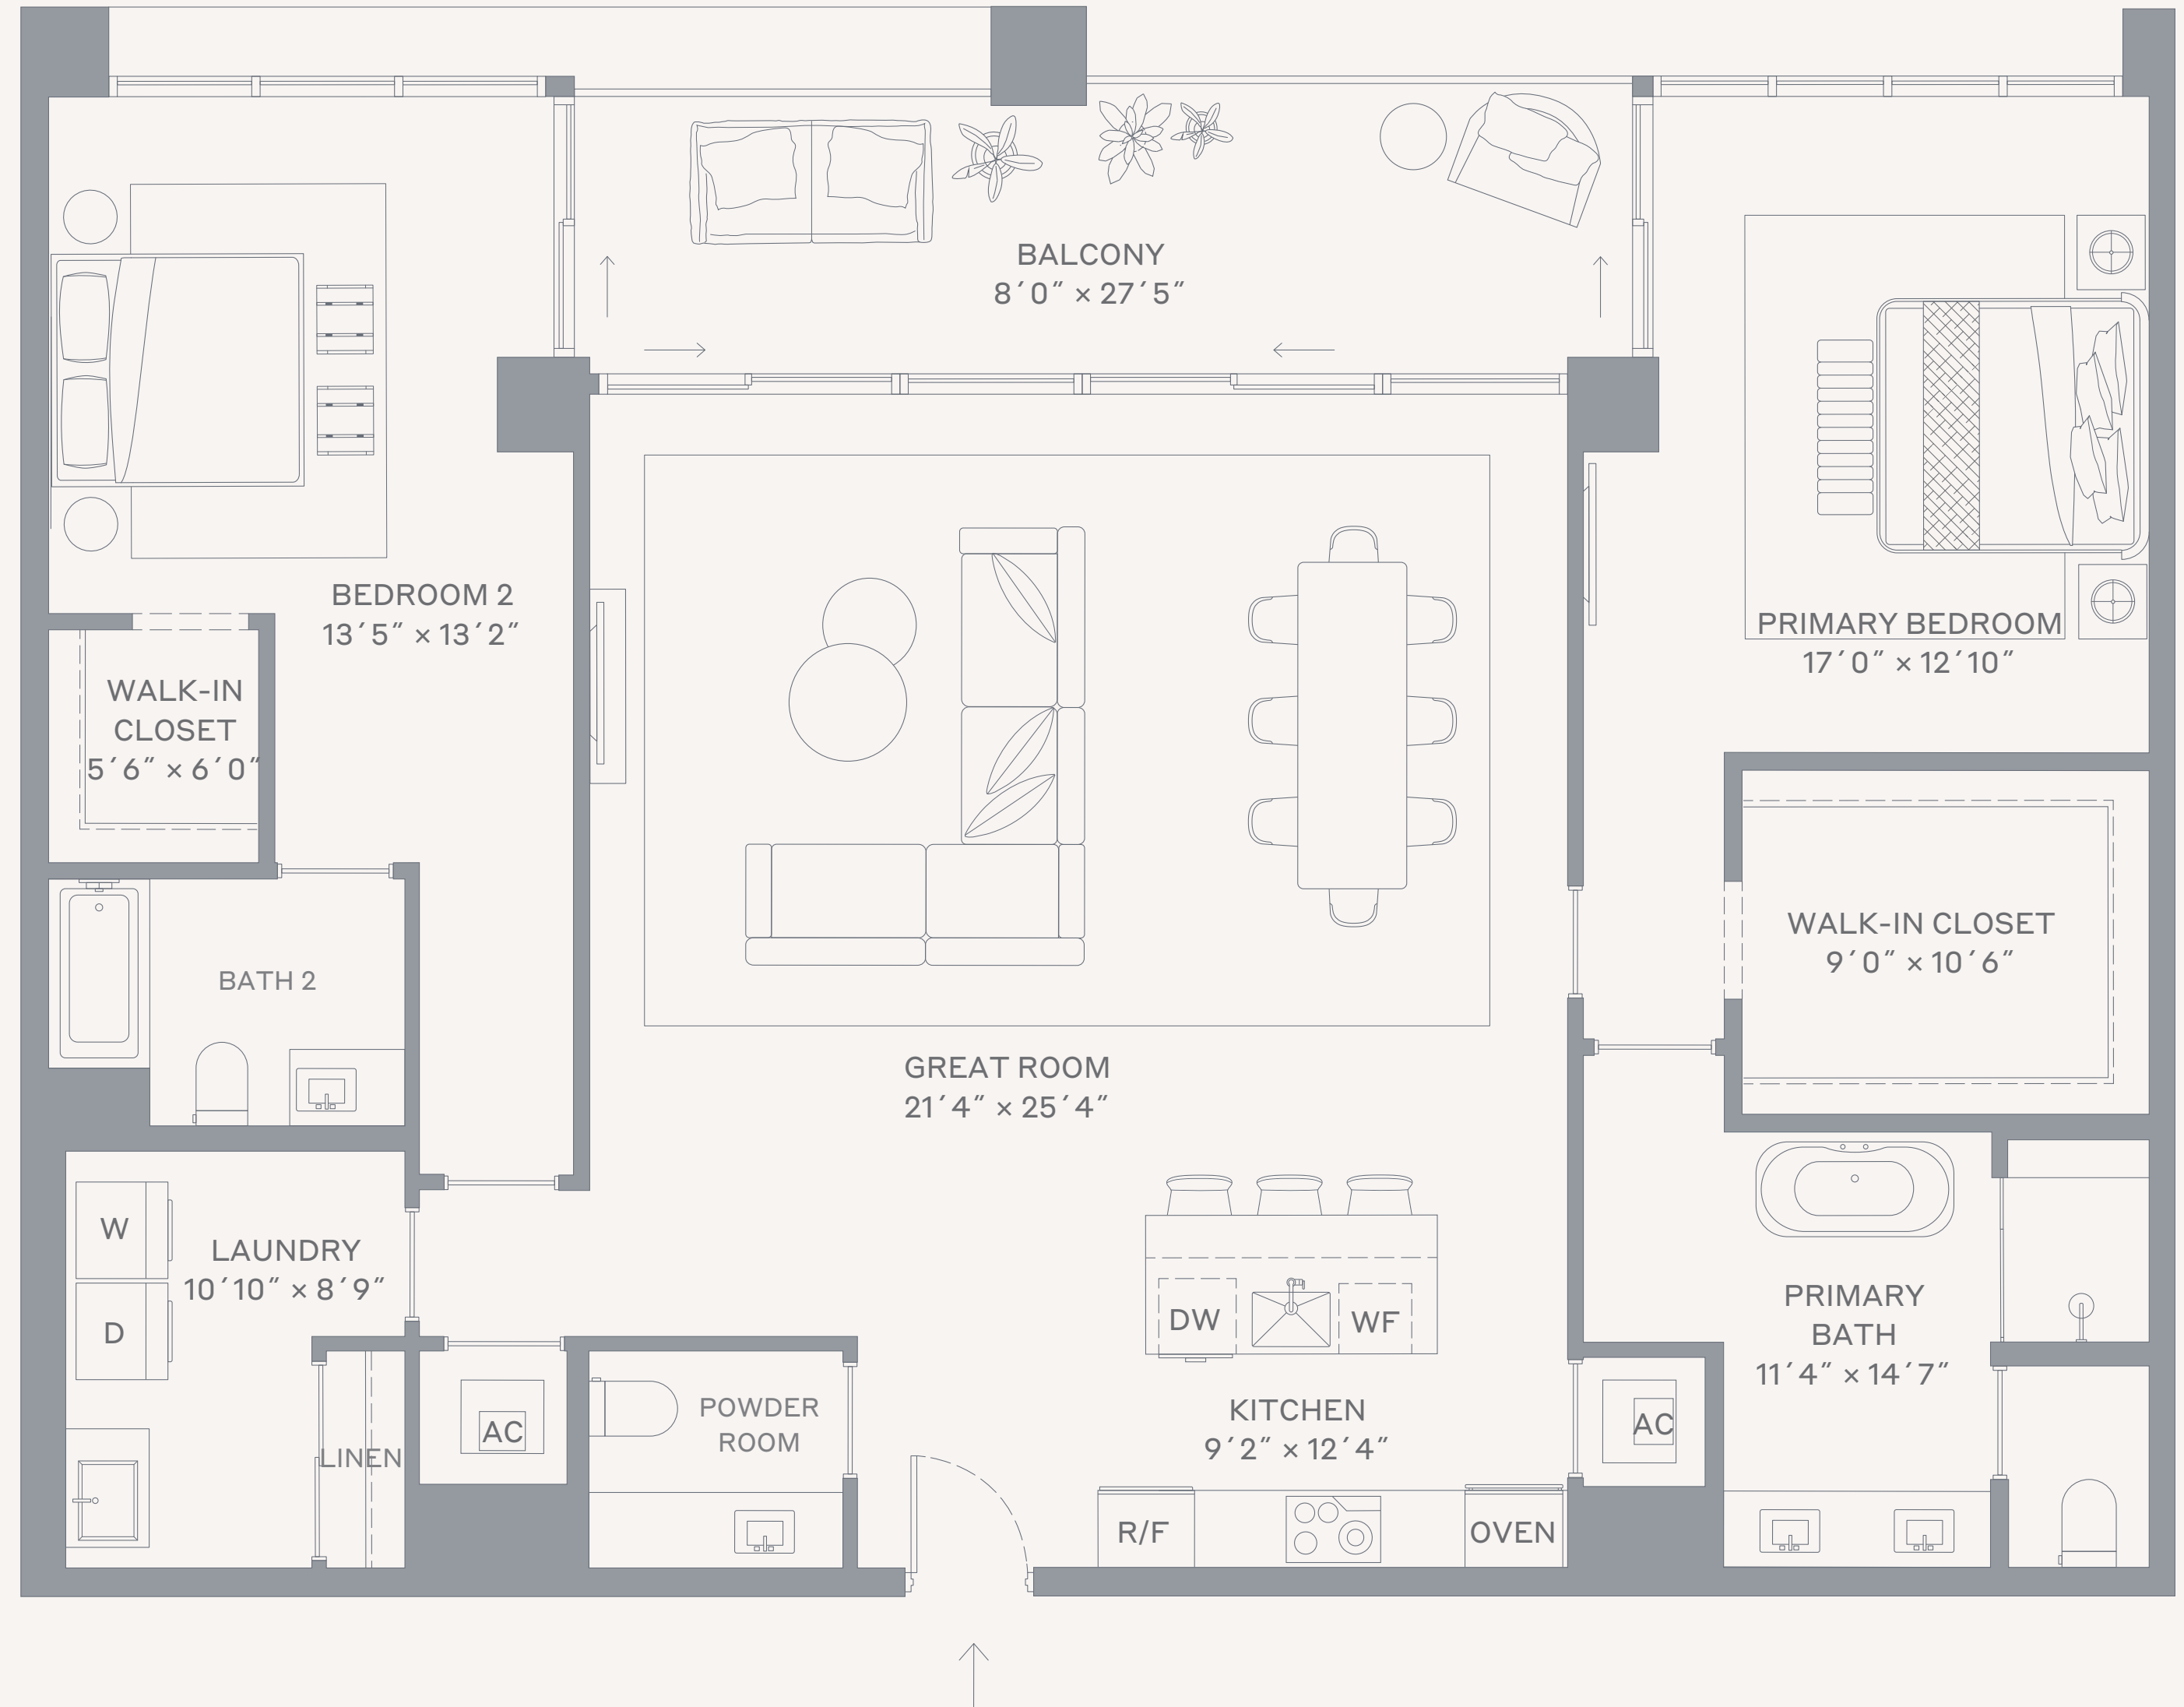 BALCONY
8´0˝ × 27´5˝
BEDROOM 2
13´5˝ × 13´2˝
PRIMARY BEDROOM
17´0˝ × 12´10˝
WALK-IN
CLOSET
5´6˝ × 6´0˝
WALK-IN CLOSET
9´0˝ × 10´6˝
BATH 2
GREAT ROOM
21´4˝ × 25´4˝
W
D
LAUNDRY
10´10˝ × 8´9˝
LINEN
AC
POWDER
ROOM
DW
WF
KITCHEN
9´2˝ × 12´4˝
R/F
OVEN
AC
PRIMARY
BATH
11´4˝ × 14´7˝